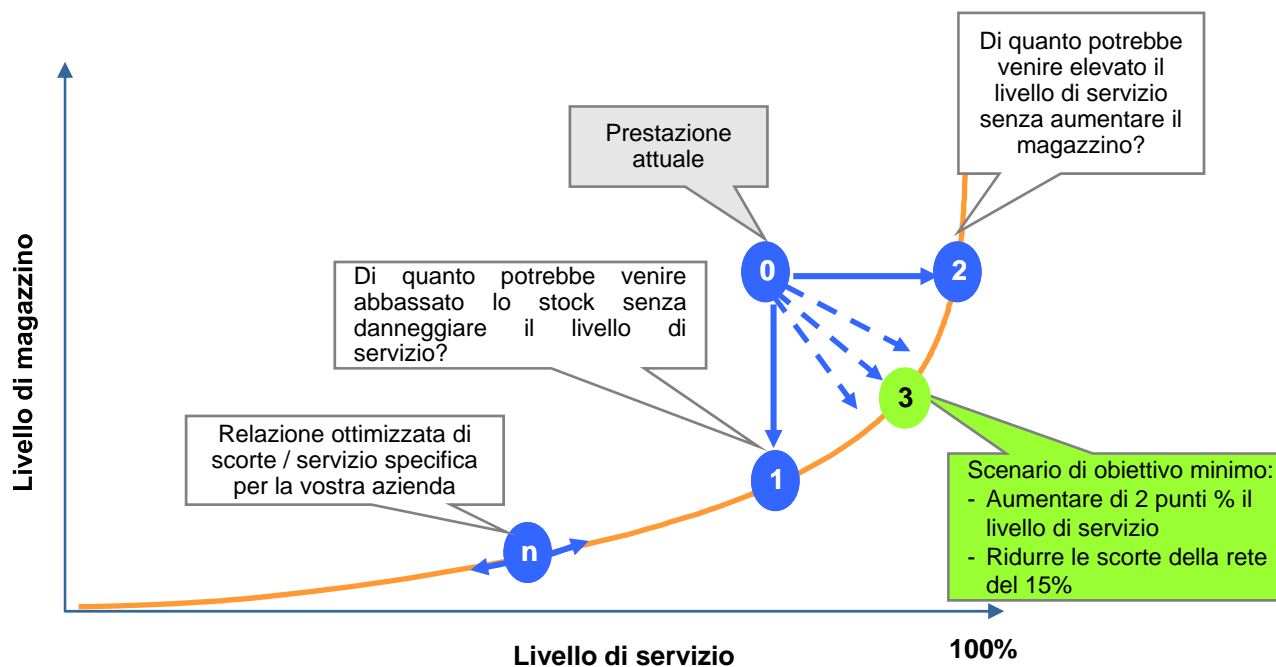 Di quanto potrebbe
venire elevato il
livello di servizio
senza aumentare il
magazzino?
Prestazione
attuale
0
2
Di quanto potrebbe venire
abbassato lo stock senza
danneggiare il livello di
servizio?
3
Relazione ottimizzata di
scorte / servizio specifica
per la vostra azienda
1
n
Scenario di obiettivo minimo:
- Aumentare di 2 punti % il
livello di servizio
- Ridurre le scorte della rete
del 15%
Livello di magazzino
Livello di servizio
100%